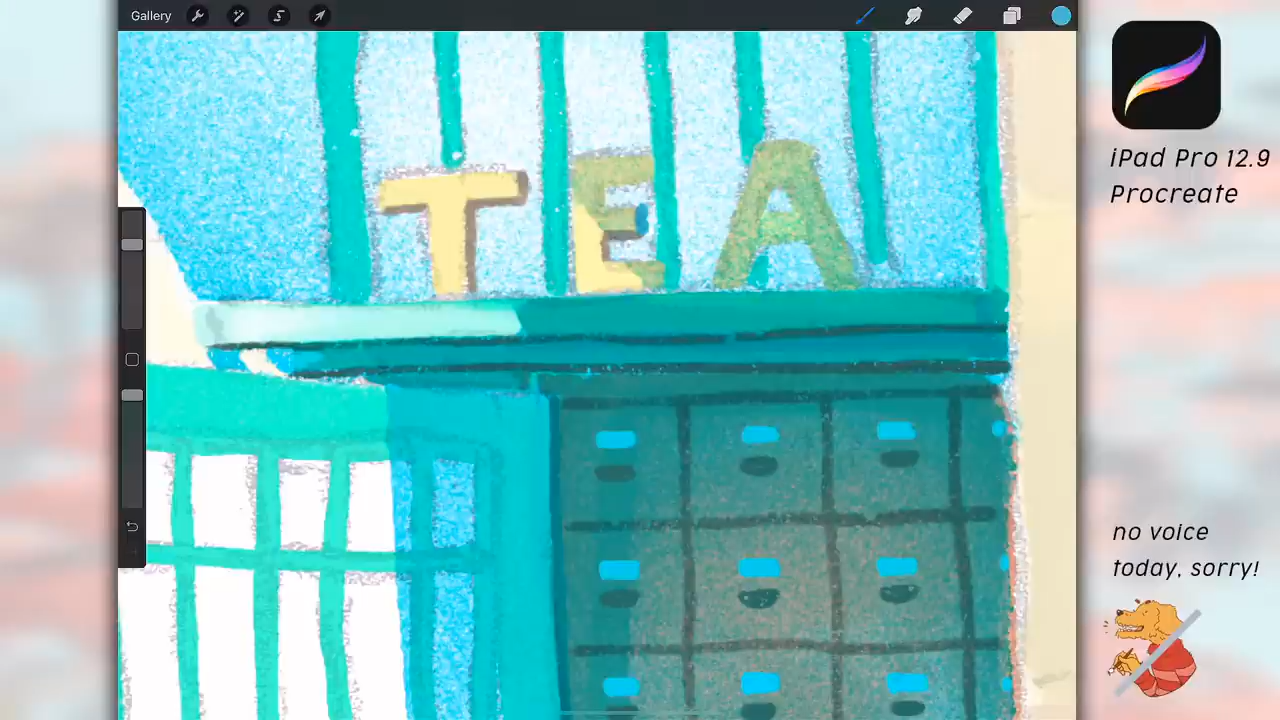 Gallery
TEA
iPad Pro 12.9
Procreate
no voice
today, sorry!